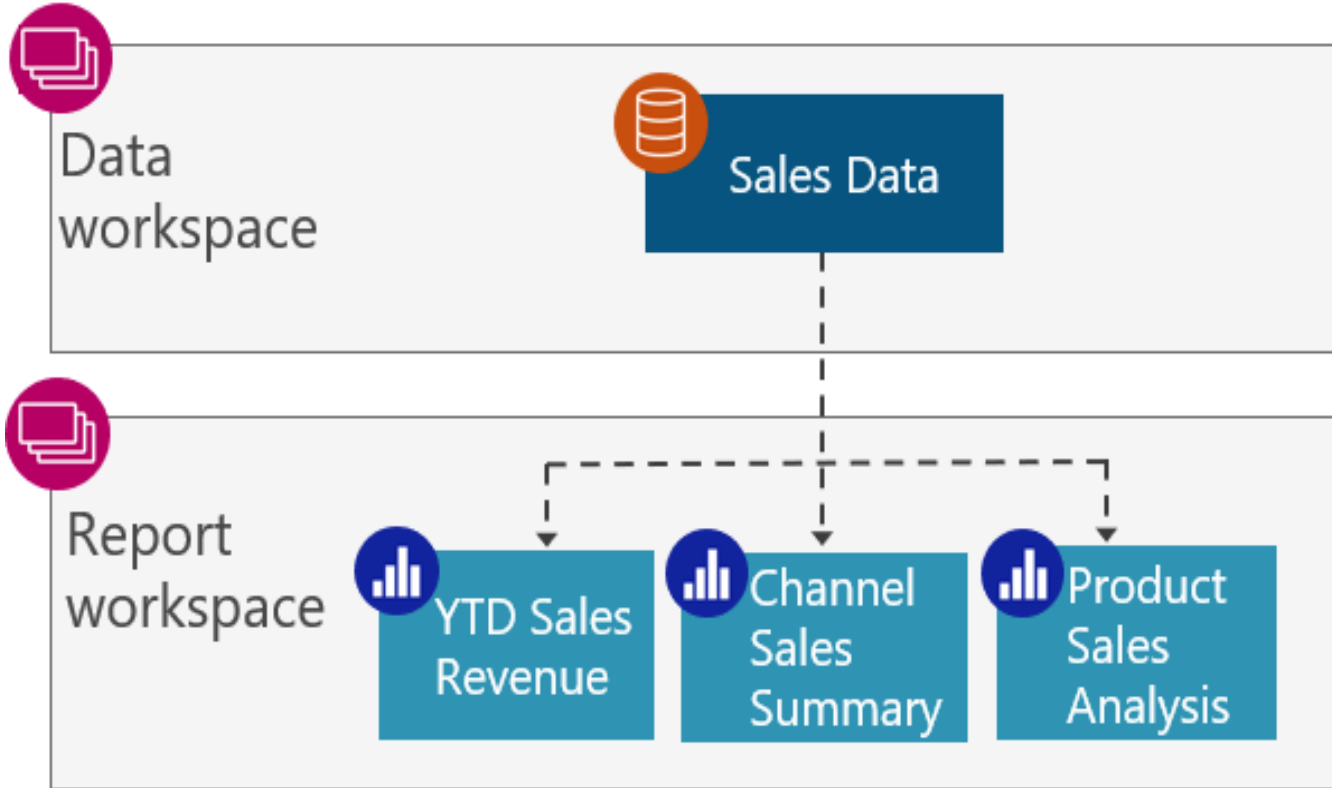 Data
workspace
Sales Data
Report
workspace
YTD Sales
Revenue
Channel
Sales
Summary
Product
Sales
Analysis